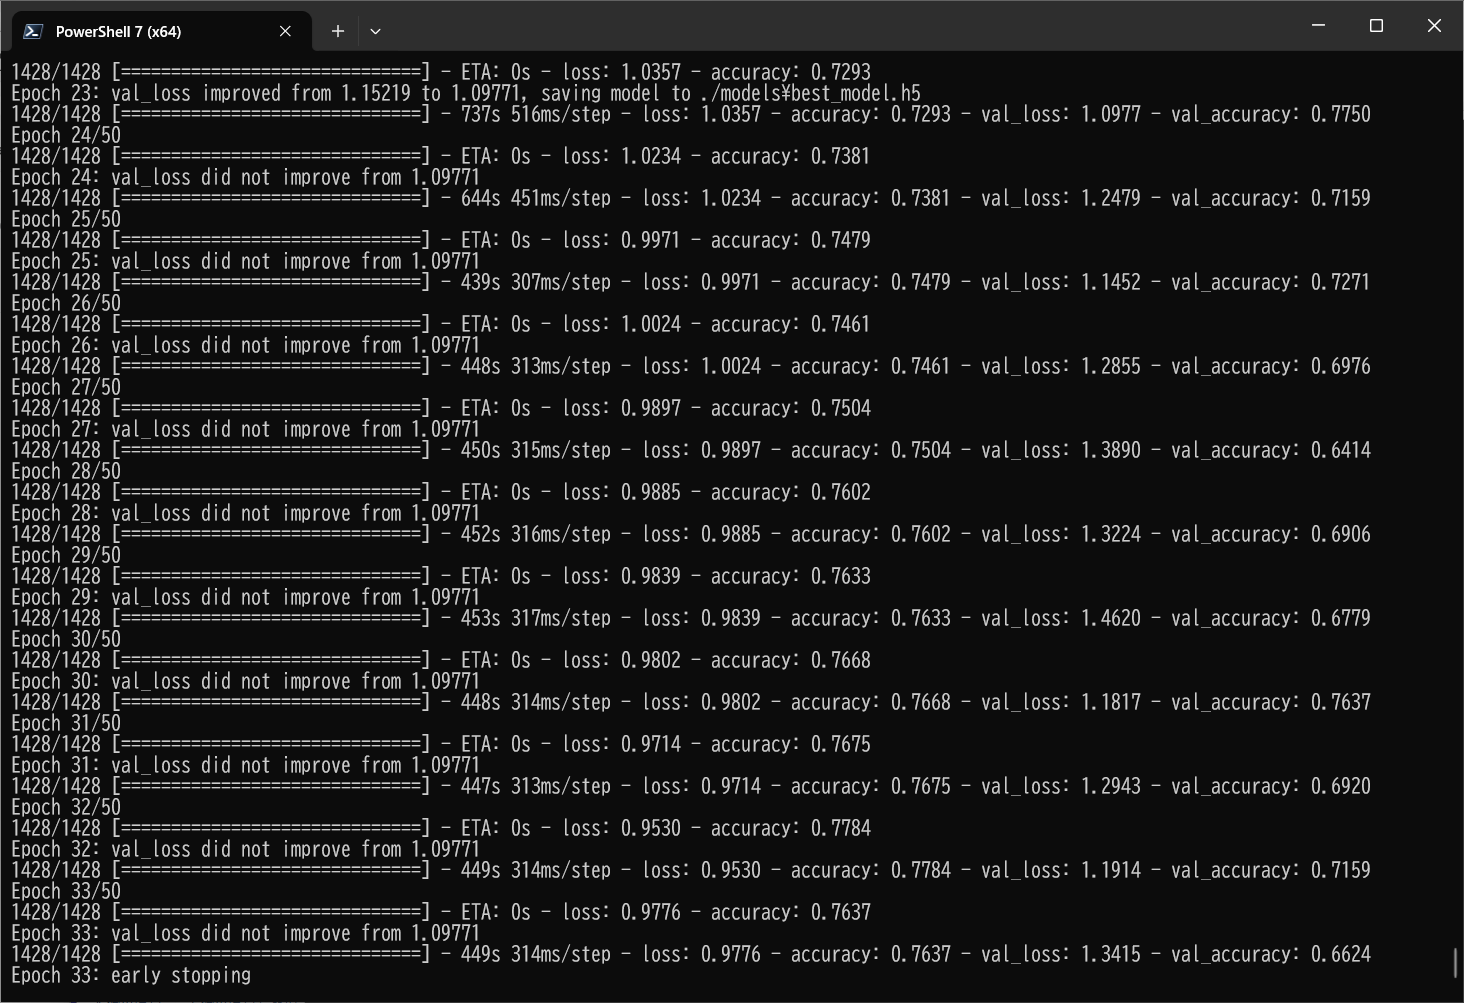 PowerShell 7 (x64)
1428/1428 [==============================] - ETA: 0s - loss: 1.0357 - accuracy: 0.7293
Epoch 23: val_loss improved from 1.15219 to 1.09771, saving model to ./models¥best_model.h5
1428/1428 [==============================] - 737s 516ms/step - loss: 1.0357 - accuracy: 0.7293 - val_loss: 1.0977 - val_accuracy: 0.7750
Epoch 24/50
1428/1428 [==============================] - ETA: 0s - loss: 1.0234 - accuracy: 0.7381
Epoch 24: val_loss did not improve from 1.09771
1428/1428 [==============================] - 644s 451ms/step - loss: 1.0234 - accuracy: 0.7381 - val_loss: 1.2479 - val_accuracy: 0.7159
Epoch 25/50
1428/1428 [==============================] - ETA: 0s - loss: 0.9971 - accuracy: 0.7479
Epoch 25: val_loss did not improve from 1.09771
1428/1428 [==============================] - 439s 307ms/step - loss: 0.9971 - accuracy: 0.7479 - val_loss: 1.1452 - val_accuracy: 0.7271
Epoch 26/50
1428/1428 [==============================] - ETA: 0s - loss: 1.0024 - accuracy: 0.7461
Epoch 26: val_loss did not improve from 1.09771
1428/1428 [==============================] - 448s 313ms/step - loss: 1.0024 - accuracy: 0.7461 - val_loss: 1.2855 - val_accuracy: 0.6976
Epoch 27/50
1428/1428 [==============================] - ETA: 0s - loss: 0.9897 - accuracy: 0.7504
Epoch 27: val_loss did not improve from 1.09771
1428/1428 [==============================] - 450s 315ms/step - loss: 0.9897 - accuracy: 0.7504 - val_loss: 1.3890 - val_accuracy: 0.6414
Epoch 28/50
1428/1428 [==============================] - ETA: 0s - loss: 0.9885 - accuracy: 0.7602
Epoch 28: val_loss did not improve from 1.09771
1428/1428 [==============================] - 452s 316ms/step - loss: 0.9885 - accuracy: 0.7602 - val_loss: 1.3224 - val_accuracy: 0.6906
Epoch 29/50
1428/1428 [==============================] - ETA: 0s - loss: 0.9839 - accuracy: 0.7633
Epoch 29: val_loss did not improve from 1.09771
1428/1428 [==============================] - 453s 317ms/step - loss: 0.9839 - accuracy: 0.7633 - val_loss: 1.4620 - val_accuracy: 0.6779
Epoch 30/50
1428/1428 [==============================] - ETA: 0s - loss: 0.9802 - accuracy: 0.7668
Epoch 30: val_loss did not improve from 1.09771
1428/1428 [==============================] - 448s 314ms/step - loss: 0.9802 - accuracy: 0.7668 - val_loss: 1.1817 - val_accuracy: 0.7637
Epoch 31/50
1428/1428 [==============================] - ETA: 0s - loss: 0.9714 - accuracy: 0.7675
Epoch 31: val_loss did not improve from 1.09771
1428/1428 [==============================] - 447s 313ms/step - loss: 0.9714 - accuracy: 0.7675 - val_loss: 1.2943 - val_accuracy: 0.6920
Epoch 32/50
1428/1428 [==============================] - ETA: 0s - loss: 0.9530 - accuracy: 0.7784
Epoch 32: val_loss did not improve from 1.09771
1428/1428 [==============================] - 449s 314ms/step - loss: 0.9530 - accuracy: 0.7784 - val_loss: 1.1914 - val_accuracy: 0.7159
Epoch 33/50
1428/1428 [==============================] - ETA: 0s - loss: 0.9776 - accuracy: 0.7637
Epoch 33: val_loss did not improve from 1.09771
1428/1428 [==============================] - 449s 314ms/step - loss: 0.9776 - accuracy: 0.7637 - val_loss: 1.3415 - val_accuracy: 0.6624
Epoch 33: early stopping